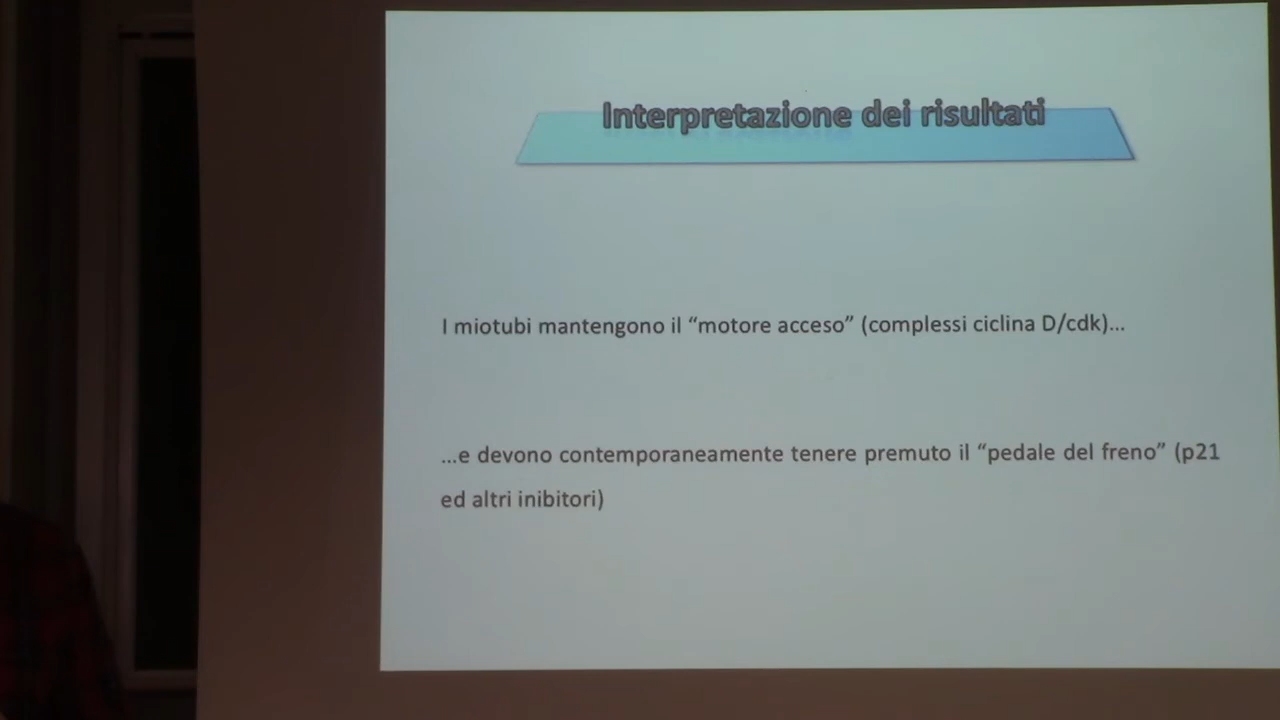 Interpretazione dei risultati
I miotubi mantengono il “motore acceso” (complessi ciclina D/cdk)...
...e devono contemporaneamente tenere premuto il “pedale del freno” (p21
ed altri inibitori)